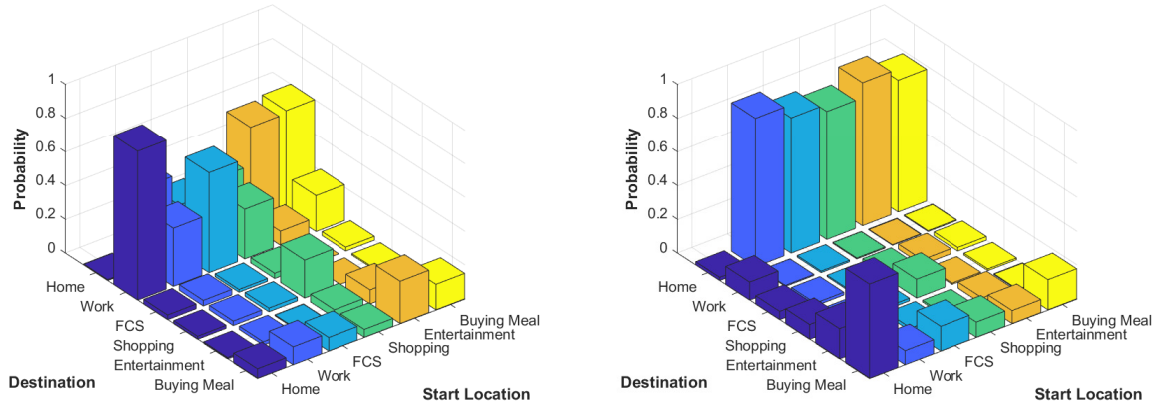 1
0.8
0.6
0.4
0.2
0
Probability
Home
Work
FCS
Shopping
Entertainment
Buying Meal
Destination
Home
Work
FCS
Shopping
Entertainment
Buying Meal
Start Location
1
0.8
0.6
0.4
0.2
0
Probability
Home
Work
FCS
Shopping
Entertainment
Buying Meal
Destination
Home
Work
FCS
Shopping
Entertainment
Buying Meal
Start Location